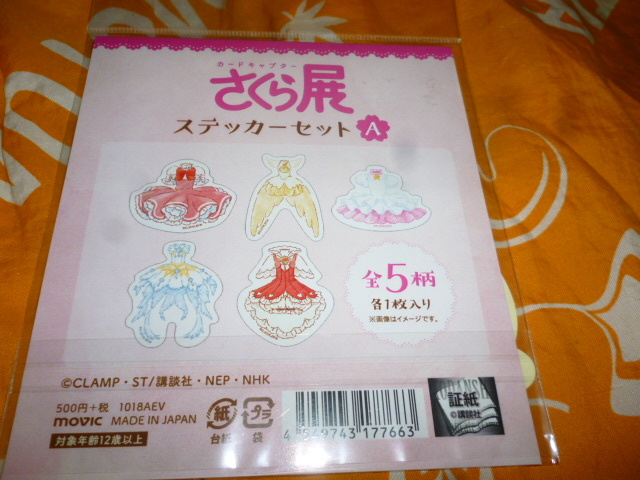 カードキャプター
さくら展
ステッカーセット A
全5柄
各1枚入り
※画像はイメージです。
©CLAMP・ST/講談社・NEP・NHK
500円+税 1018AEV
movic MADE IN JAPAN
対象年齢12歳以上
紙
台紙
プラ
袋
4 549743 177663
証紙
©講談社